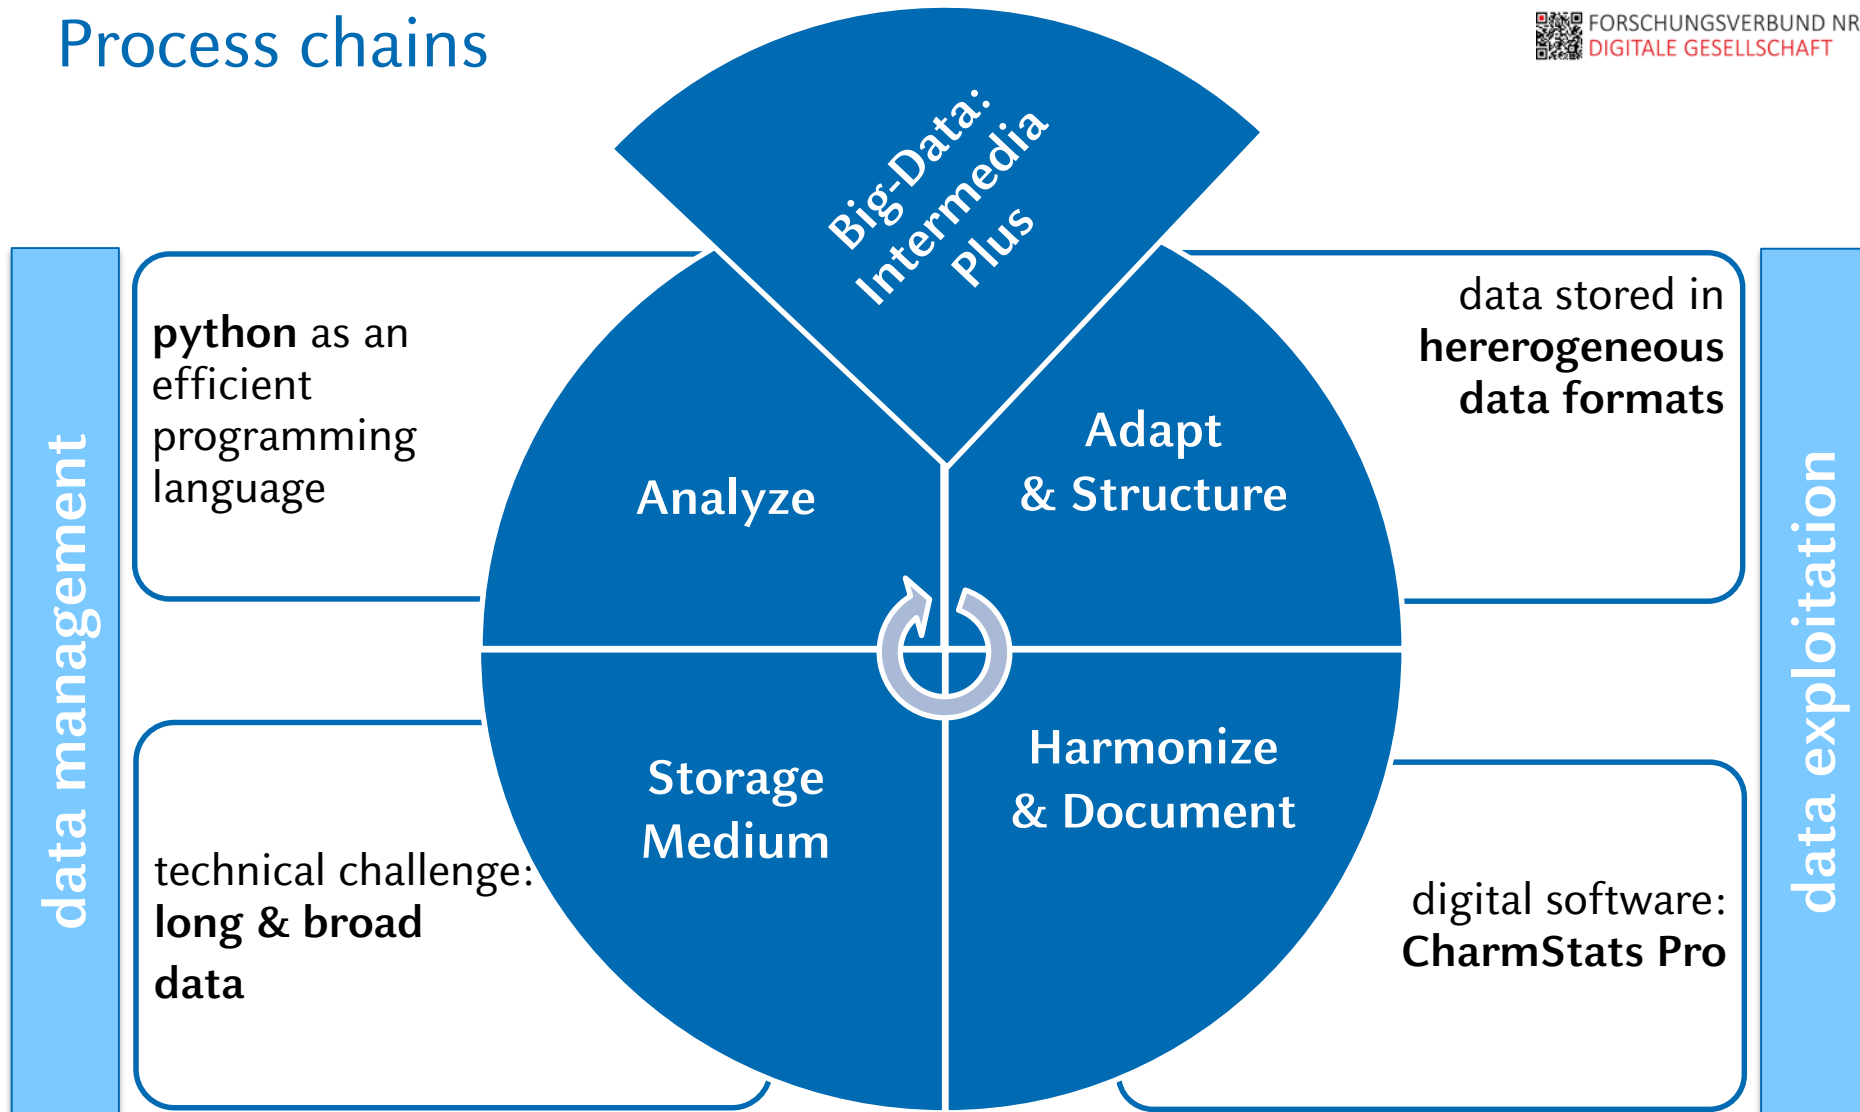 Process chains
FORSCHUNGSVERBUND NR
DIGITALE GESELLSCHAFT
Big-Data:
Intermedia
Plus
data management
python as an
efficient
programming
language
Analyze
Adapt
& Structure
data stored in
hererogeneous
data formats
data exploitation
technical challenge:
long & broad
data
Storage
Medium
Harmonize
& Document
digital software:
CharmStats Pro